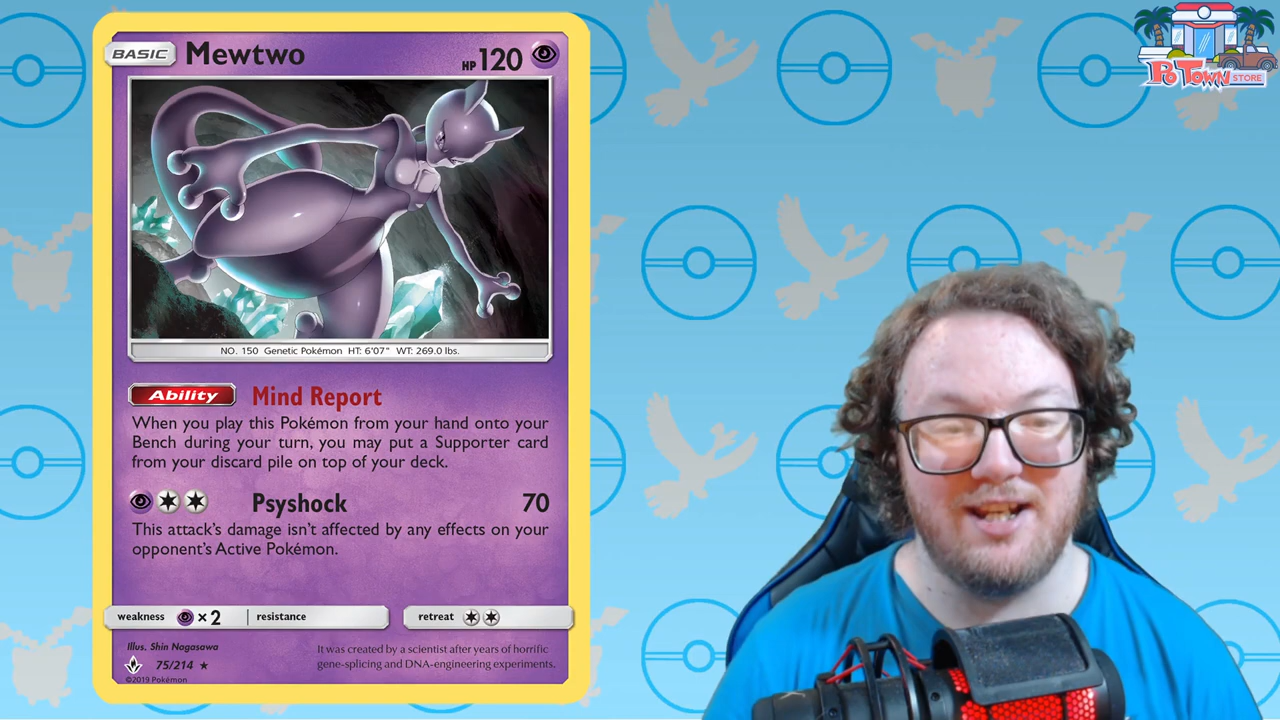 BASIC Mewtwo HP 120
NO. 150 Genetic Pokémon HT: 6'07" WT: 269.0 lbs.
Ability Mind Report
When you play this Pokémon from your hand onto your
Bench during your turn, you may put a Supporter card
from your discard pile on top of your deck.
Psyshock 70
This attack's damage isn't affected by any effects on your
opponent's Active Pokémon.
weakness ×2 resistance retreat
Illus. Shin Nagasawa
75/214
©2019 Pokémon
It was created by a scientist after years of horrific
gene-splicing and DNA-engineering experiments.
PoTown STORE